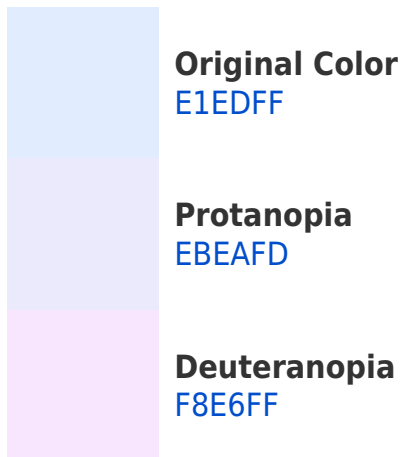 Original Color
E1EDFF
Protanopia
EBEAFD
Deuteranopia
F8E6FF